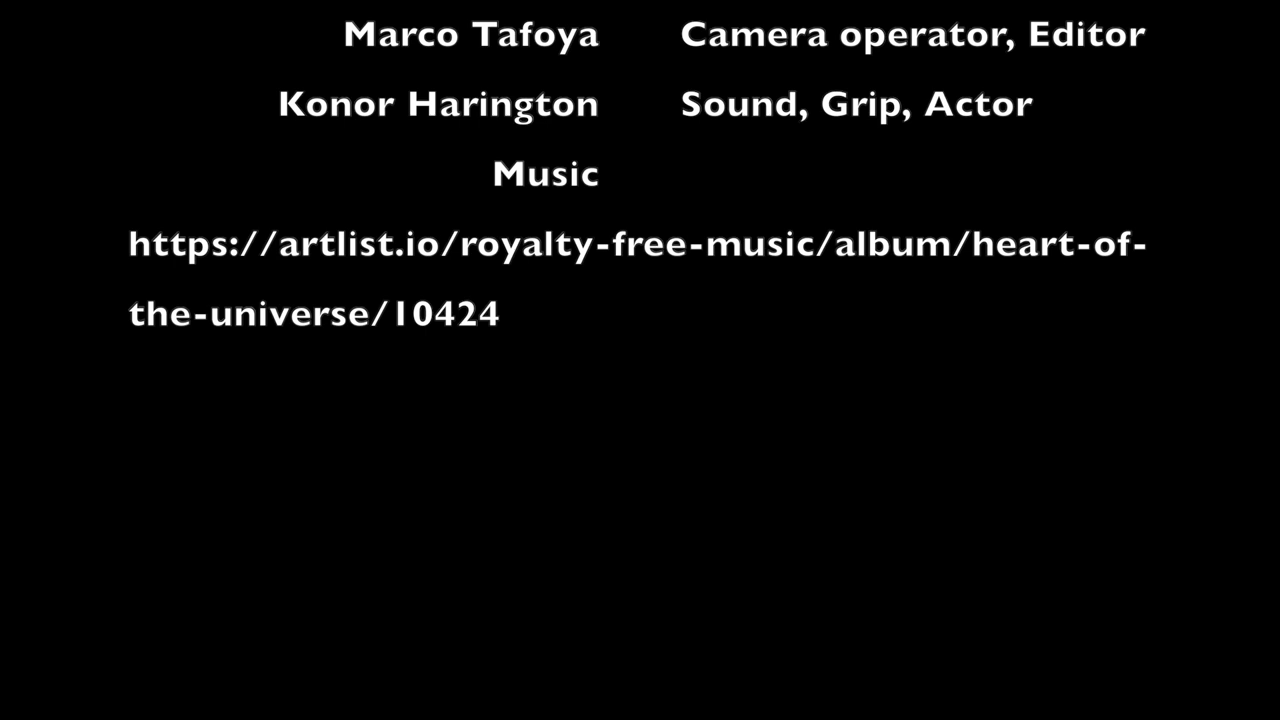 Marco Tafoya Camera operator, Editor
Konor Harington Sound, Grip, Actor
Music
https://artlist.io/royalty-free-music/album/heart-of-
the-universe/10424